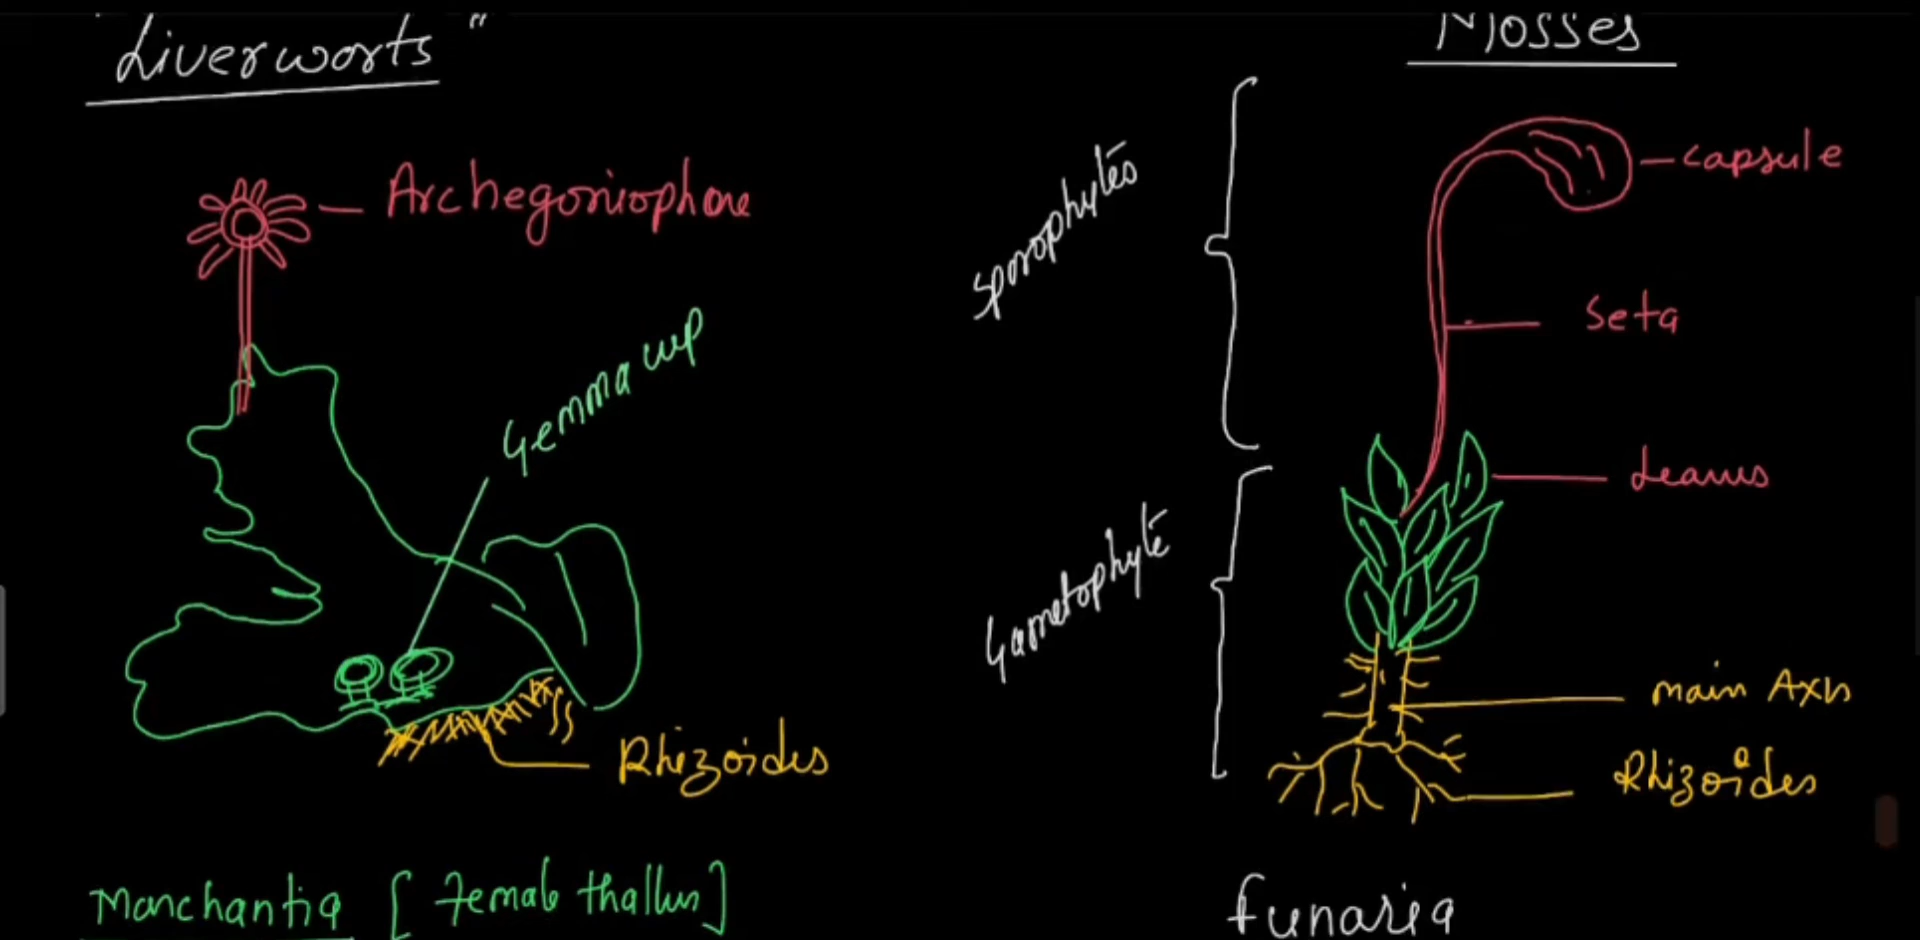 "Liverworts"
Archegoniophore
Gemma cup
Rhizoides
Marchantia [Female thallus]
Mosses
Sporophytes
Capsule
Seta
Leaves
Gametophyte
main Axis
Rhizoides
Funaria